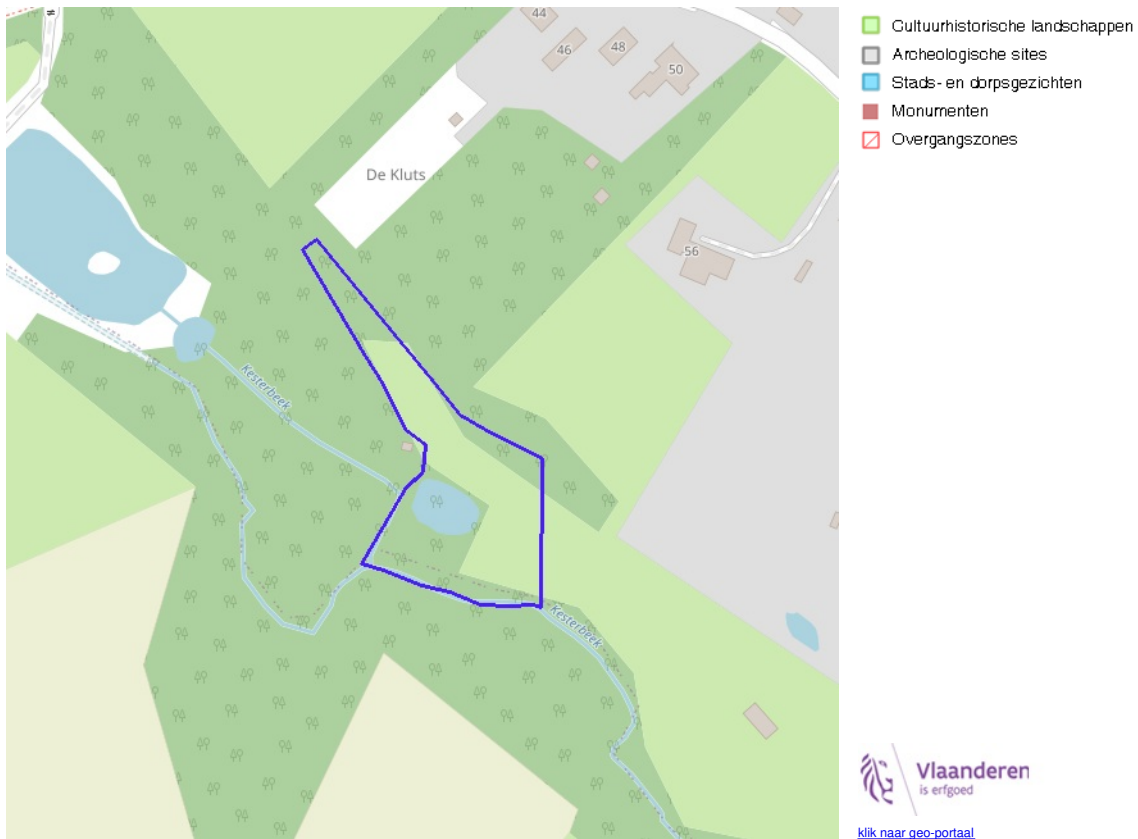 44
46
48
50
De Kluts
56
Kesterbeek
Kesterbeek
Cultuurhistorische landschappen
Archeologische sites
Stads- en dorpsgezichten
Monumenten
Overgangszones
Vlaanderen
is erfgoed
klik naar geo-portaal